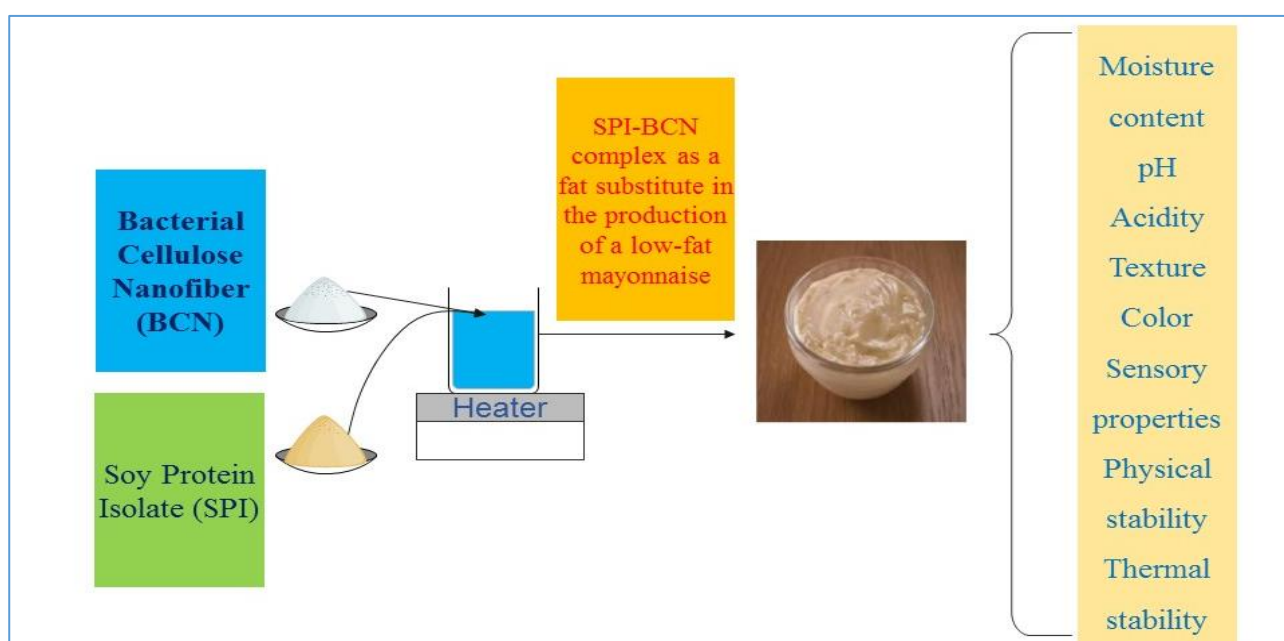 Bacterial
Cellulose
Nanofiber
(BCN)
Soy Protein
Isolate (SPI)
Heater
SPI-BCN
complex as a
fat substitute in
the production
of a low-fat
mayonnaise
Moisture
content
pH
Acidity
Texture
Color
Sensory
properties
Physical
stability
Thermal
stability